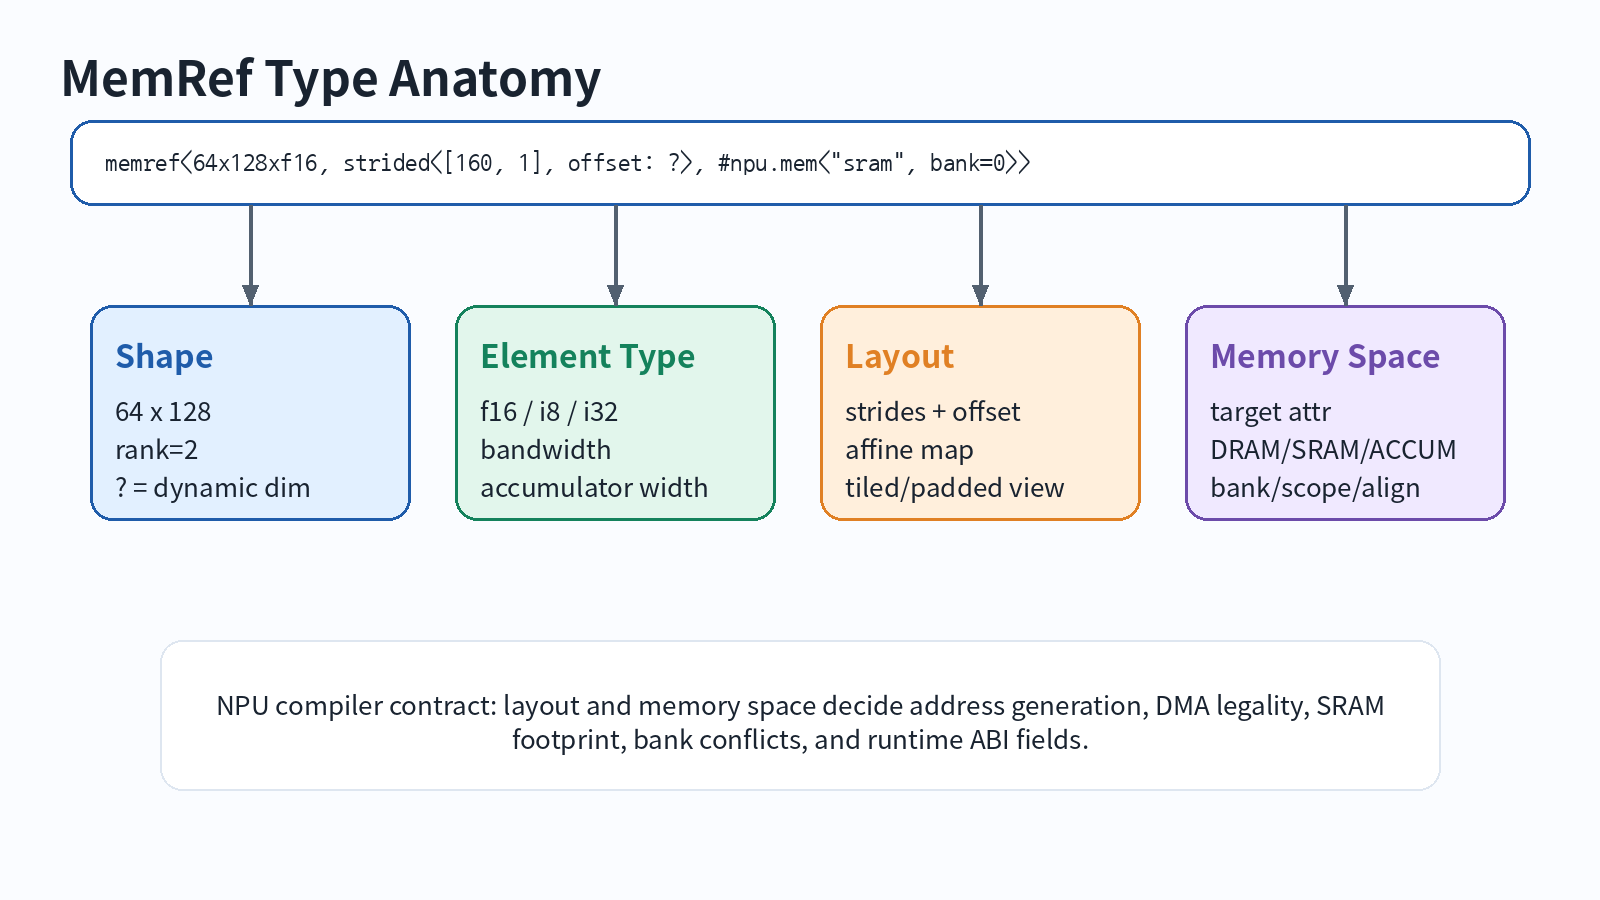 MemRef Type Anatomy
memref<64x128xf16, strided<[160, 1], offset: ?>, #npu.mem<"sram", bank=0>>
Shape
64 x 128
rank=2
? = dynamic dim
Element Type
f16 / i8 / i32
bandwidth
accumulator width
Layout
strides + offset
affine map
tiled/padded view
Memory Space
target attr
DRAM/SRAM/ACCUM
bank/scope/align
NPU compiler contract: layout and memory space decide address generation, DMA legality, SRAM
footprint, bank conflicts, and runtime ABI fields.